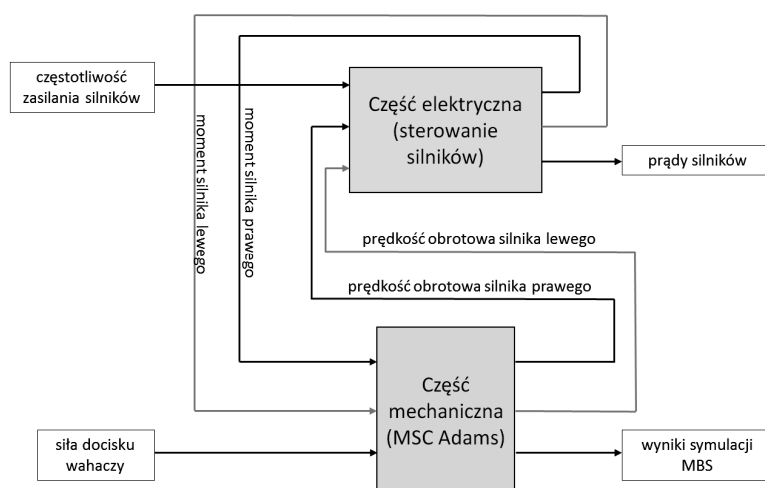 częstotliwość
zasilania silników
Część elektryczna
(sterowanie
silników)
prądy silników
moment silnika lewego
moment silnika prawego
prędkość obrotowa silnika lewego
prędkość obrotowa silnika prawego
Część
mechaniczna
(MSC Adams)
siła docisku
wahaczy
wyniki symulacji
MBS